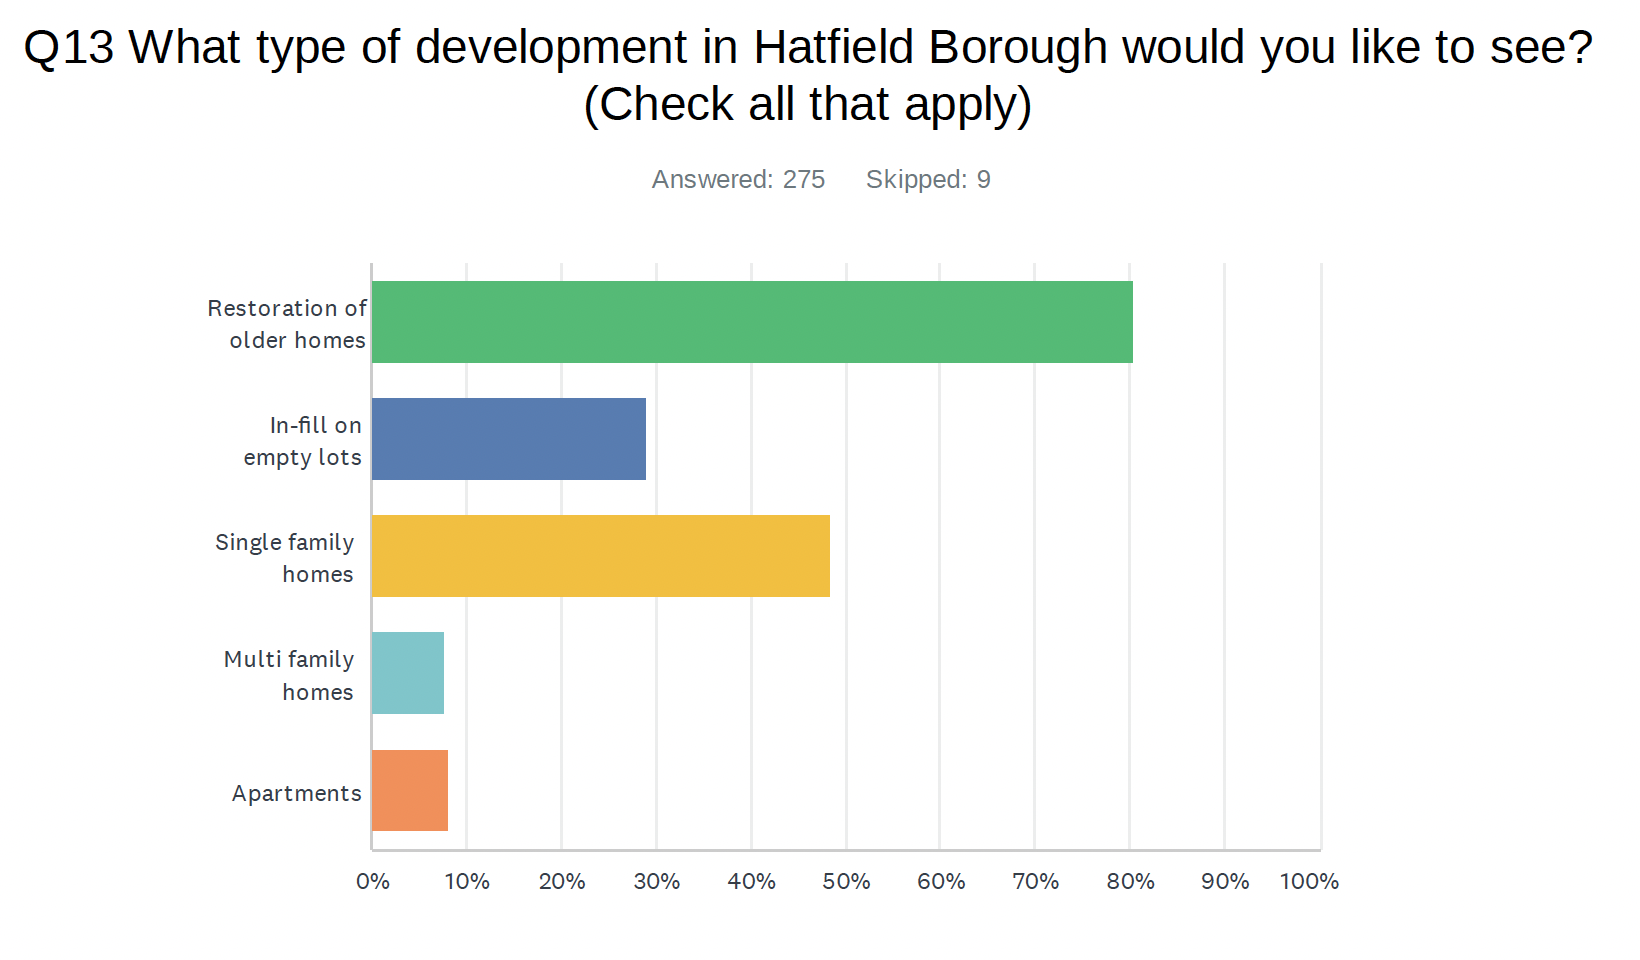 Q13 What type of development in Hatfield Borough would you like to see?
(Check all that apply)
Answered: 275 Skipped: 9
Restoration of
older homes
In-fill on
empty lots
Single family
homes
Multi family
homes
Apartments
0% 10% 20% 30% 40% 50% 60% 70% 80% 90% 100%